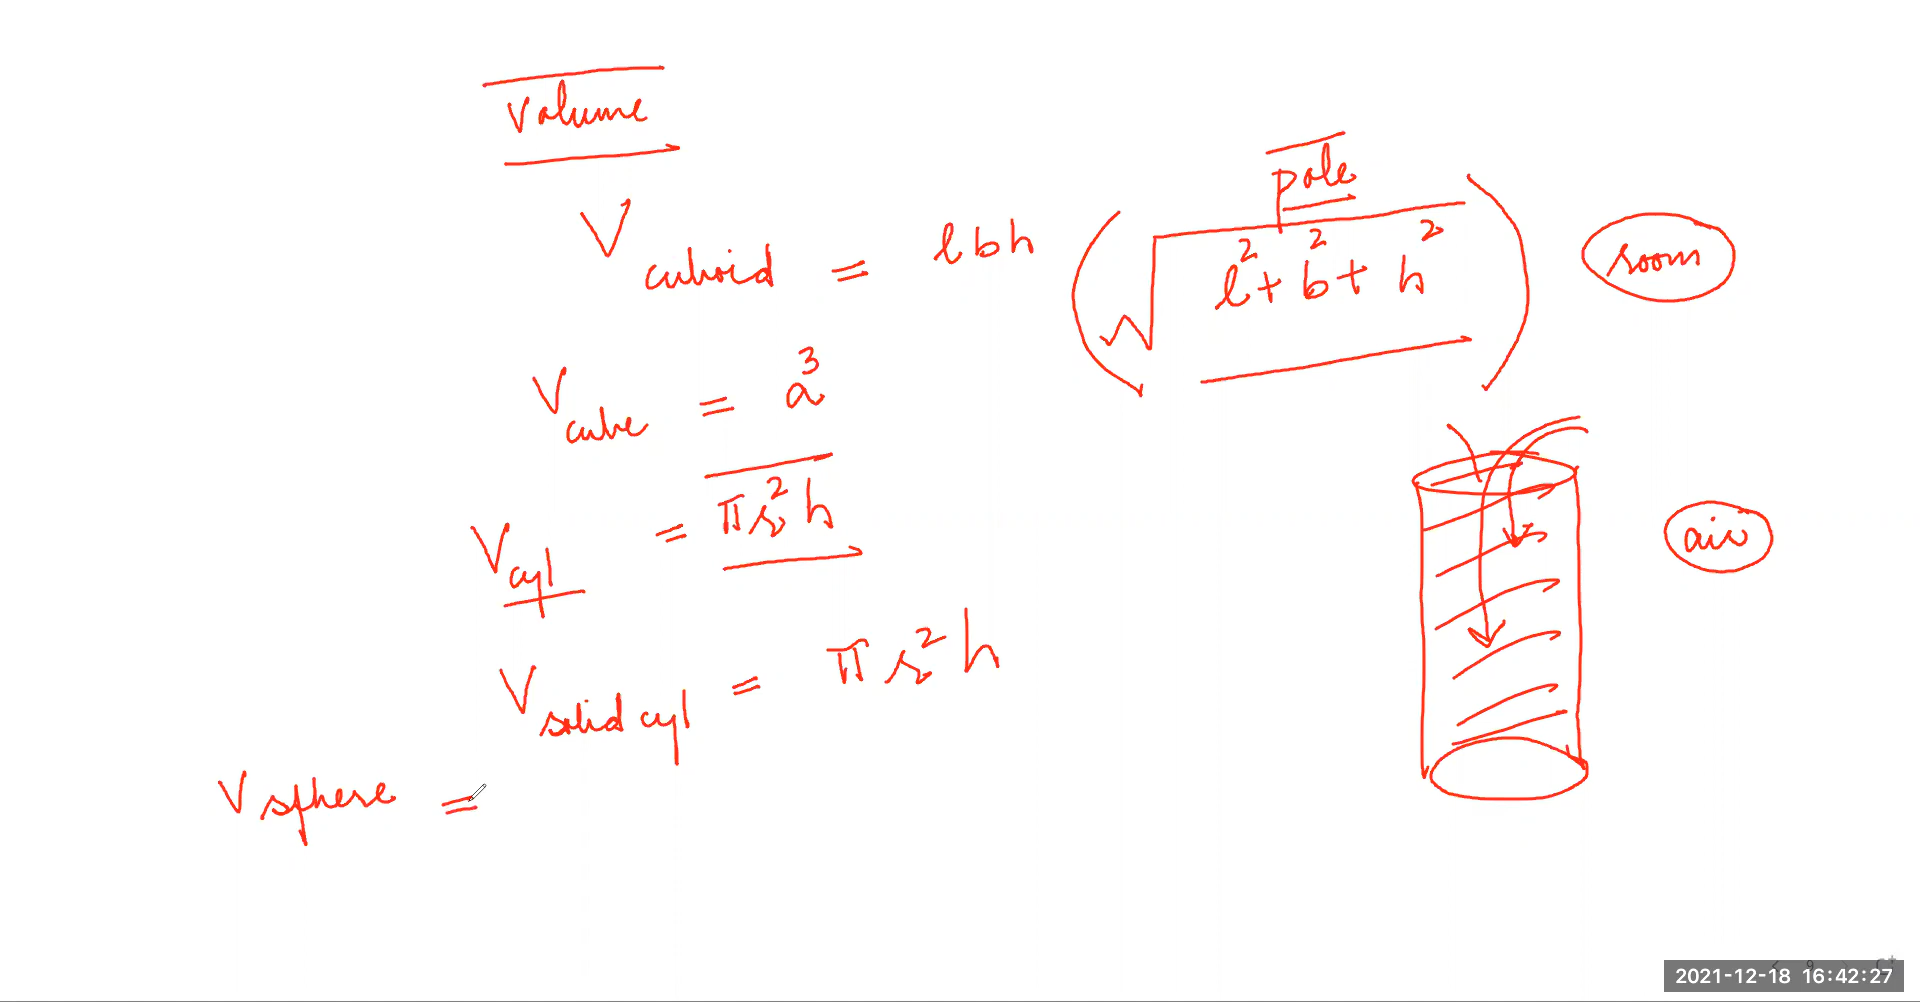 Volume
V cuboid = lbh (√l²+b²+h²)
pole
room
V cube = a³
V cyl = πr²h
air
V solid cyl = πr²h
V sphere =
2021-12-18 16:42:27